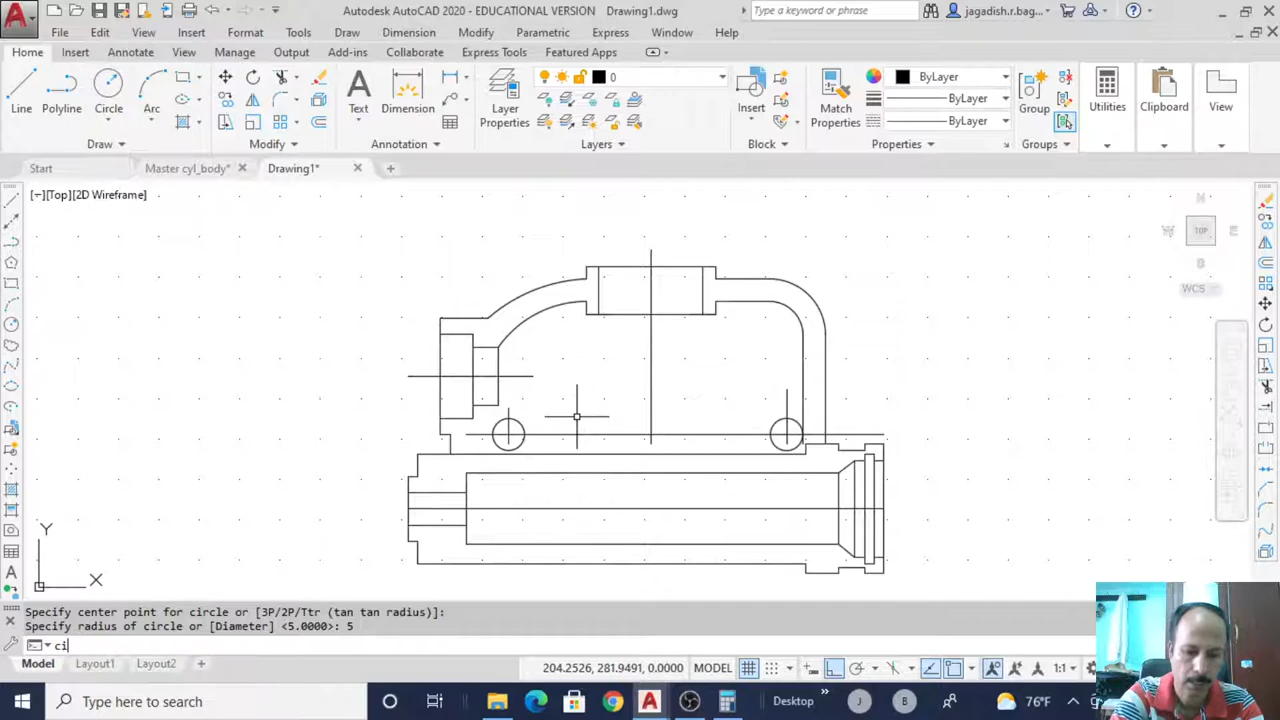 Autodesk AutoCAD 2020 - EDUCATIONAL VERSION Drawing1.dwg
Type a keyword or phrase
jagadish.r.bag...
File Edit View Insert Format Tools Draw Dimension Modify Parametric Express Window Help
Home Insert Annotate View Manage Output Add-ins Collaborate Express Tools Featured Apps
Line Polyline Circle Arc
Text Dimension
Layer Properties
0
Insert
Match Properties
ByLayer
ByLayer
ByLayer
Group
Utilities
Clipboard
View
Draw Modify Annotation Layers Block Properties Groups
Start Master cyl_body* Drawing1*
[−][Top][2D Wireframe]
TOP
WCS
Y
X
Specify center point for circle or [3P/2P/Ttr (tan tan radius)]:
Specify radius of circle or [Diameter] <5.0000>: 5
ci
Model Layout1 Layout2
204.2526, 281.9491, 0.0000 MODEL 1:1
Type here to search
Desktop
J
B
76°F